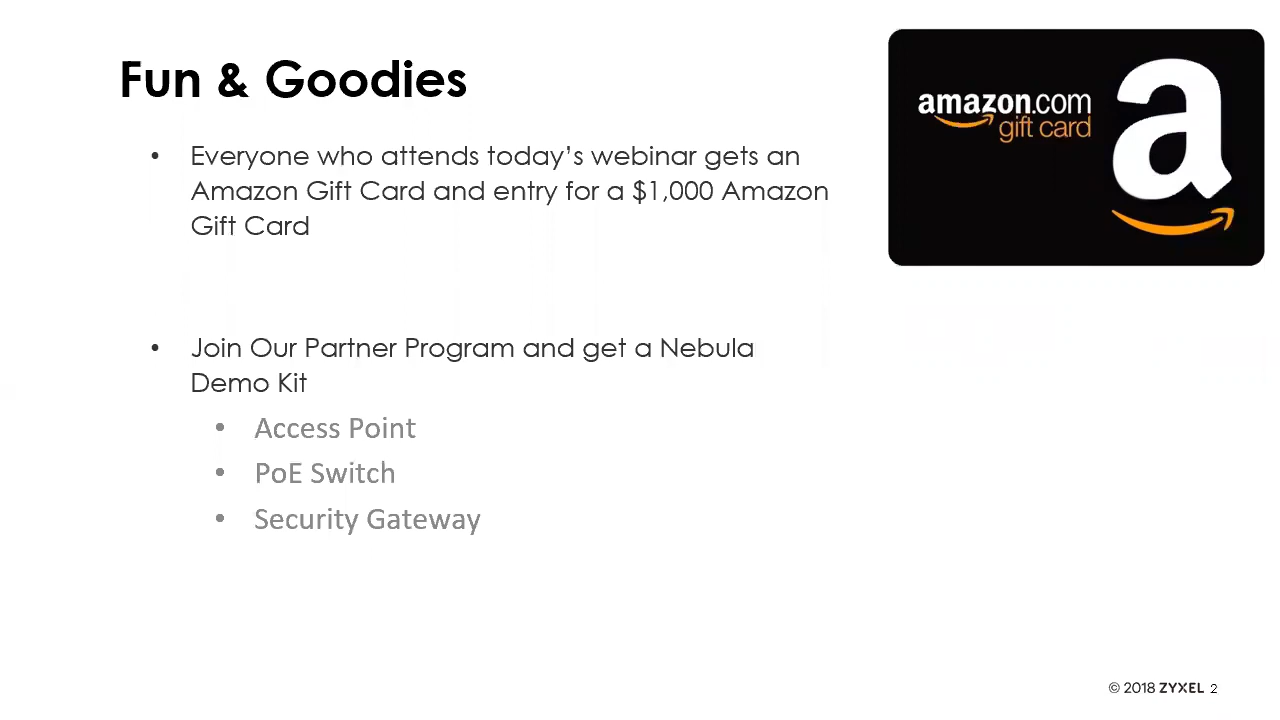 Fun & Goodies
amazon.com
gift card
a
• Everyone who attends today’s webinar gets an
Amazon Gift Card and entry for a $1,000 Amazon
Gift Card
• Join Our Partner Program and get a Nebula
Demo Kit
• Access Point
• PoE Switch
• Security Gateway
© 2018 ZYXEL 2